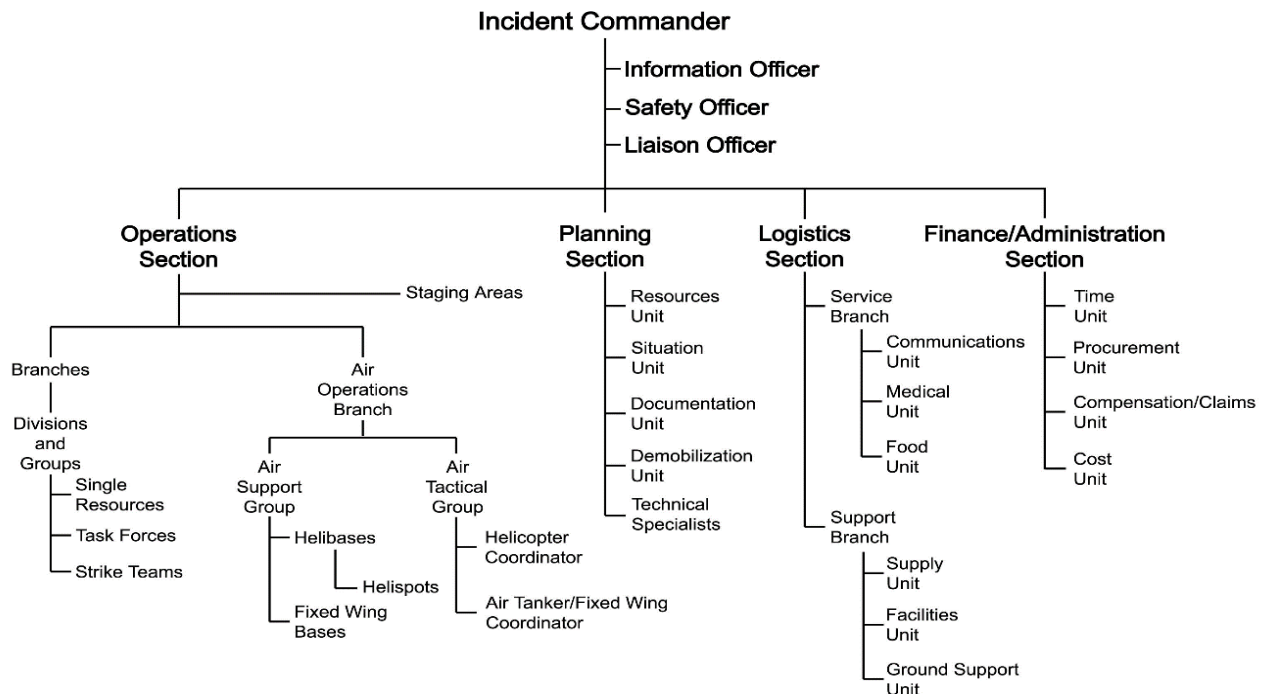 Incident Commander
Information Officer
Safety Officer
Liaison Officer
Operations
Section
Staging Areas
Branches
Divisions
and
Groups
Single
Resources
Task Forces
Strike Teams
Air
Operations
Branch
Air
Support
Group
Helibases
Helispots
Fixed Wing
Bases
Air
Tactical
Group
Helicopter
Coordinator
Air Tanker/Fixed Wing
Coordinator
Planning
Section
Resources
Unit
Situation
Unit
Documentation
Unit
Demobilization
Unit
Technical
Specialists
Logistics
Section
Service
Branch
Communications
Unit
Medical
Unit
Food
Unit
Support
Branch
Supply
Unit
Facilities
Unit
Ground Support
Unit
Finance/Administration
Section
Time
Unit
Procurement
Unit
Compensation/Claims
Unit
Cost
Unit